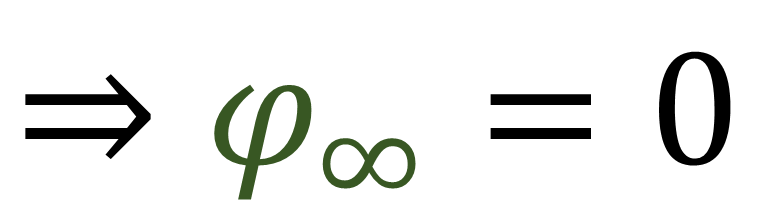 ⇒ φ∞ = 0